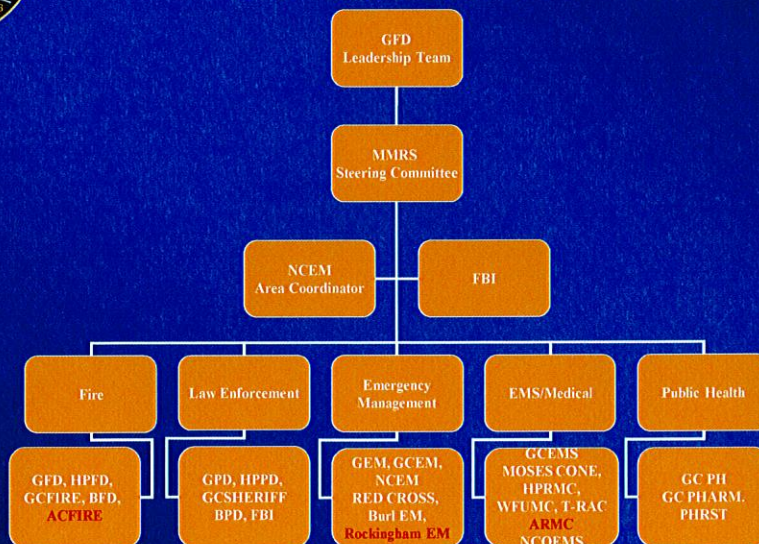 GFD
Leadership Team
MMRS
Steering Committee
NCEM
Area Coordinator
FBI
Fire
Law Enforcement
Emergency
Management
EMS/Medical
Public Health
GFD, HPFD,
GCFIRE, BFD,
ACFIRE
GPD, HPPD,
GCSHERIFF
BPD, FBI
GEM, GCEM,
NCEM
RED CROSS,
Burl EM,
Rockingham EM
GCEMS
MOSES CONE,
HPRMC,
WFUMC, T-RAC
ARMC
NCOEMS
GC PH
GC PHARM.
PHRST